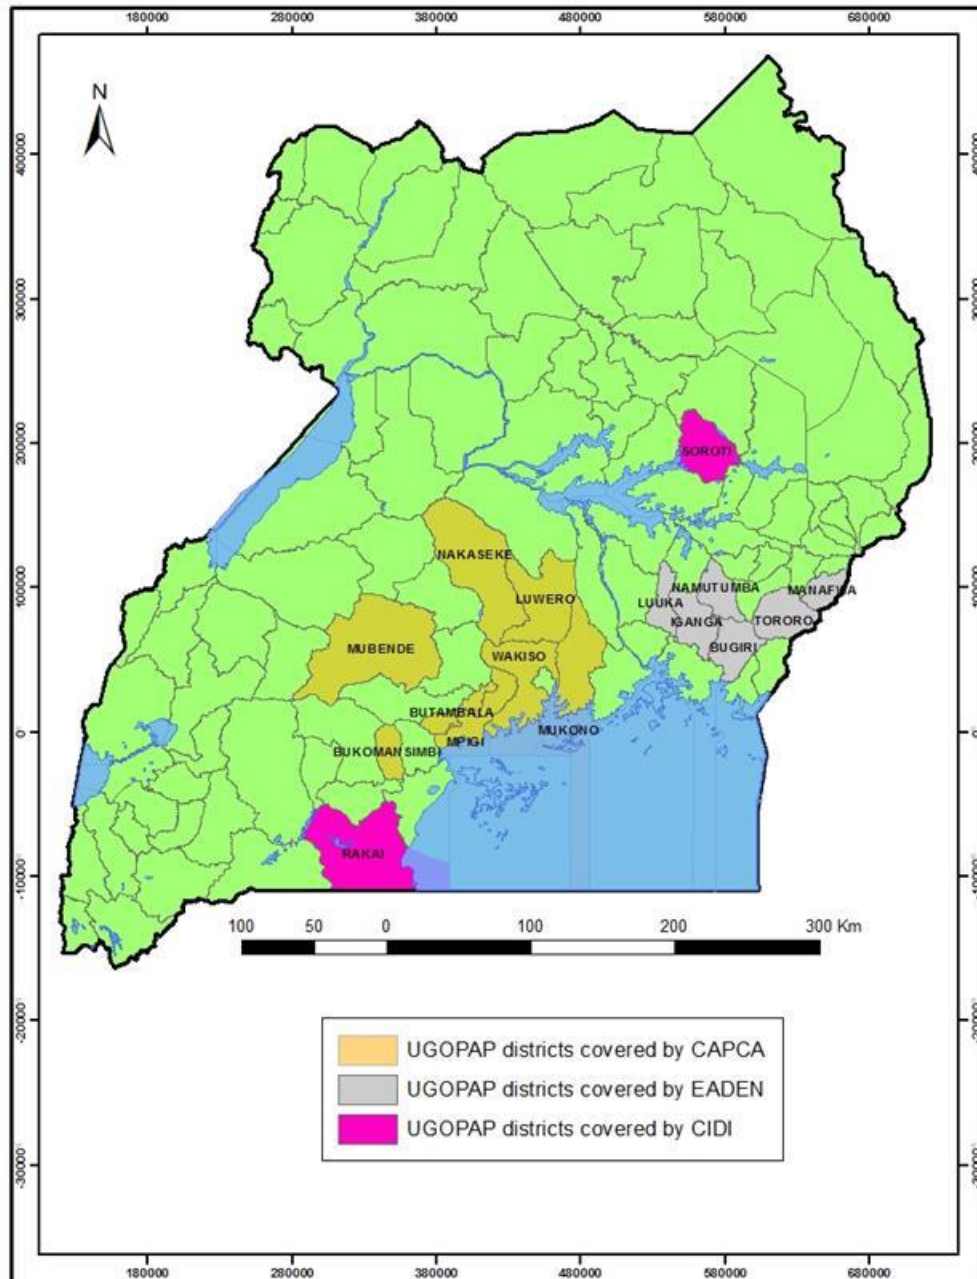 180000 280000 380000 480000 580000 680000
N
400000
300000
200000
SOROTI
NAKASEKE
100000
LUWERO
NAMUTUMBA
LUUKA
IGANGA
TORORO
BUGIRI
MUBENDE
WAKISO
BUTAMBALA
0
MUKONO
MPIGI
BUKOMANSIMBI
RAKAI
-100000
100 50 0 100 200 300 Km
-200000
UGOPAP districts covered by CAPCA
UGOPAP districts covered by EADEN
UGOPAP districts covered by CIDI
-300000
180000 280000 380000 480000 580000 680000